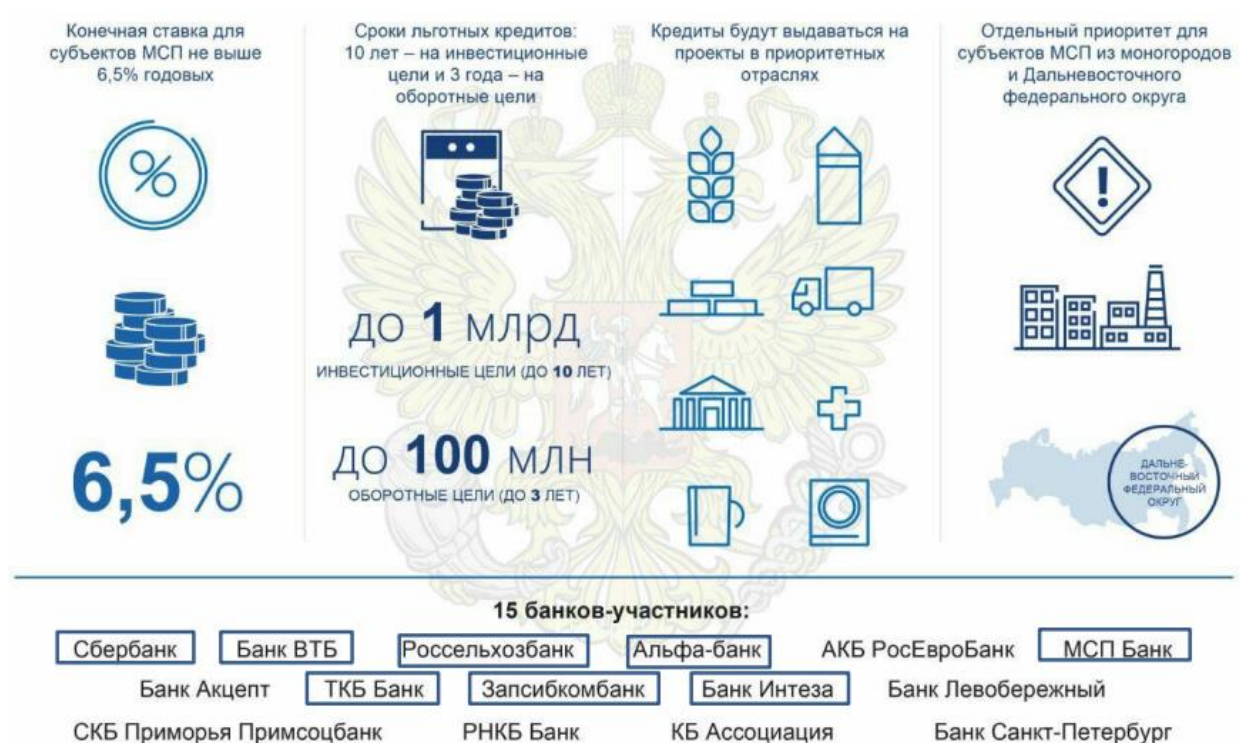 Конечная ставка для
субъектов МСП не выше
6,5% годовых
Сроки льготных кредитов:
10 лет – на инвестиционные
цели и 3 года – на
оборотные цели
Кредиты будут выдаваться на
проекты в приоритетных
отраслях
Отдельный приоритет для
субъектов МСП из моногородов
и Дальневосточного
федерального округа
%
6,5%
до 1 млрд
ИНВЕСТИЦИОННЫЕ ЦЕЛИ (ДО 10 ЛЕТ)
до 100 млн
ОБОРОТНЫЕ ЦЕЛИ (ДО 3 ЛЕТ)
!
ДАЛЬНЕ-
ВОСТОЧНЫЙ
ФЕДЕРАЛЬНЫЙ
ОКРУГ
15 банков-участников:
Сбербанк Банк ВТБ Россельхозбанк Альфа-банк АКБ РосЕвроБанк МСП Банк
Банк Акцепт ТКБ Банк Запсибкомбанк Банк Интеза Банк Левобережный
СКБ Приморья Примсоцбанк РНКБ Банк КБ Ассоциация Банк Санкт-Петербург